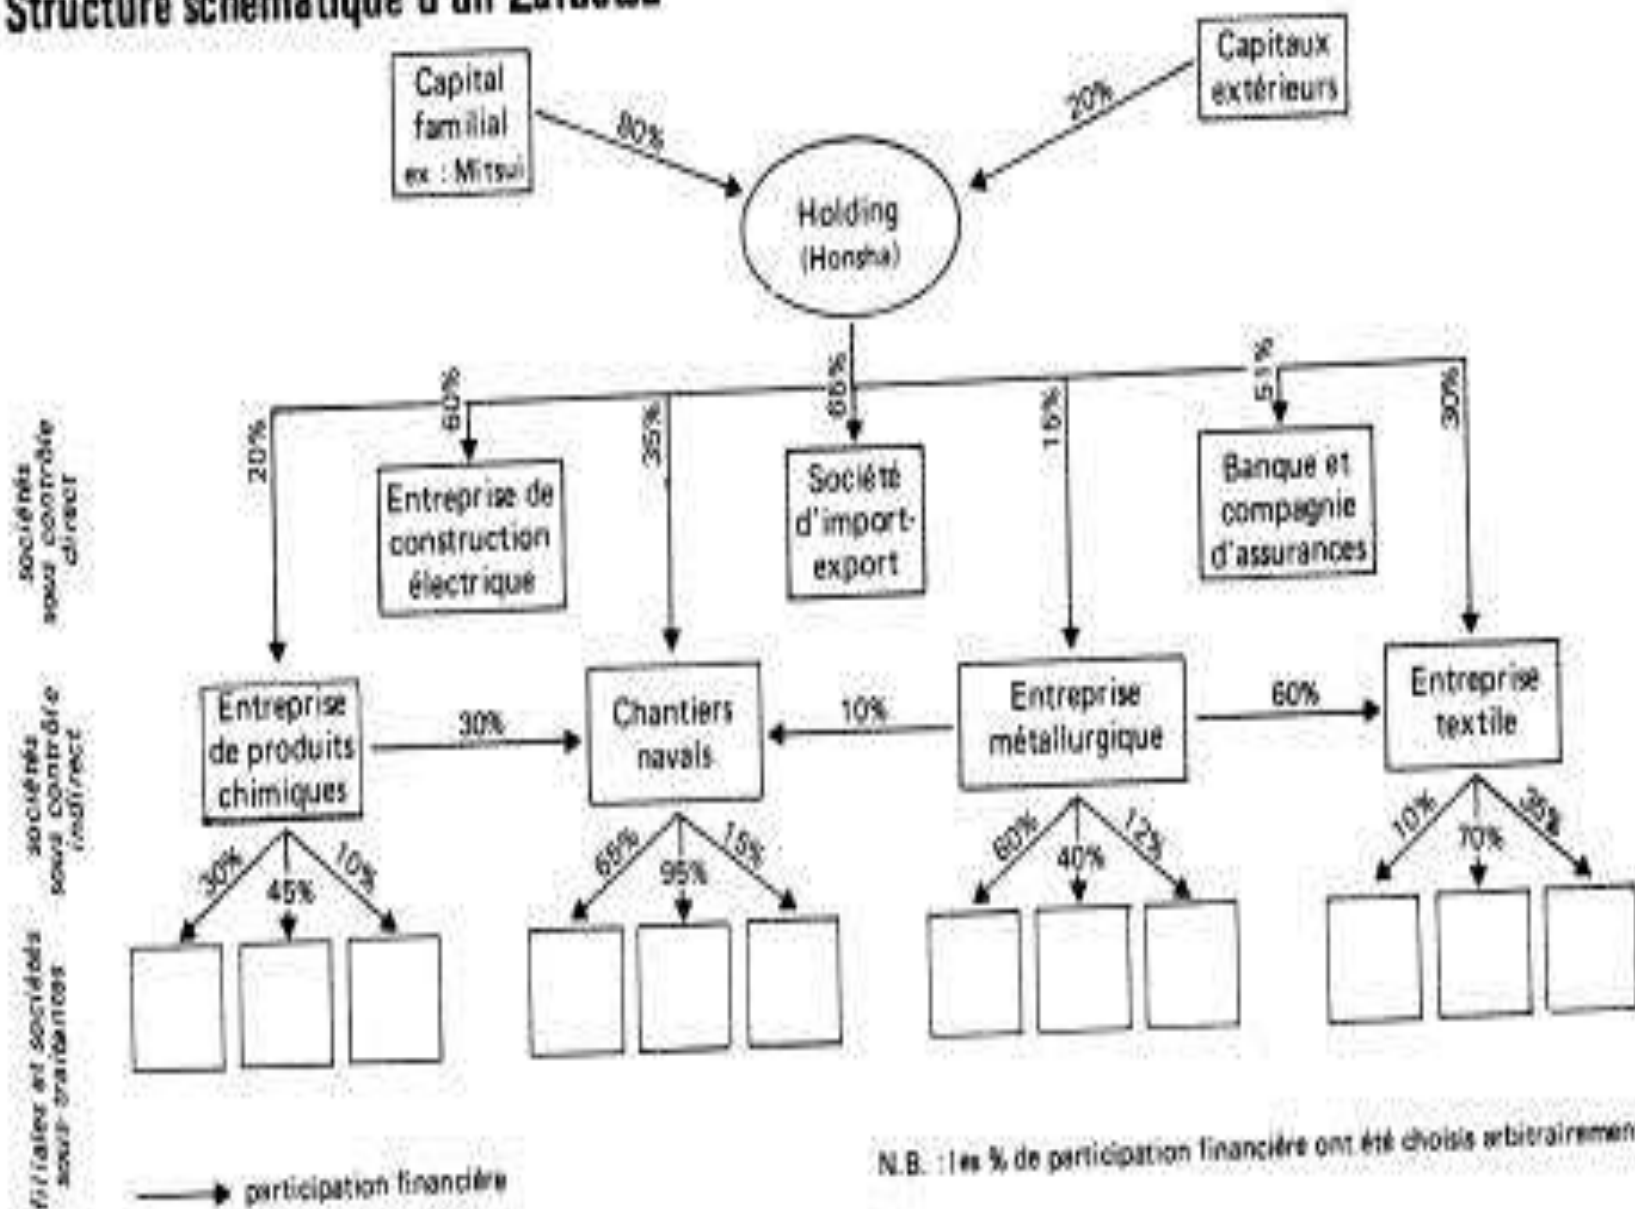 Structure schématique d'un
Capital
familial
ex : Mitsui
Capitaux
extérieurs
80%
20%
Holding
(Honsha)
20%
60%
35%
66%
15%
51%
30%
sociétés
sous contrôle
direct
Entreprise de
construction
électrique
Société
d'import-
export
Banque et
compagnie
d'assurances
sociétés
sous contrôle
indirect
Entreprise
de produits
chimiques
30%
Chantiers
navals
10%
Entreprise
métallurgique
60%
Entreprise
textile
30%
45%
10%
65%
95%
15%
60%
40%
12%
10%
70%
35%
filiales et sociétés
sous-traitantes
participation financière
N.B. : les % de participation financière ont été choisis arbitrairemen